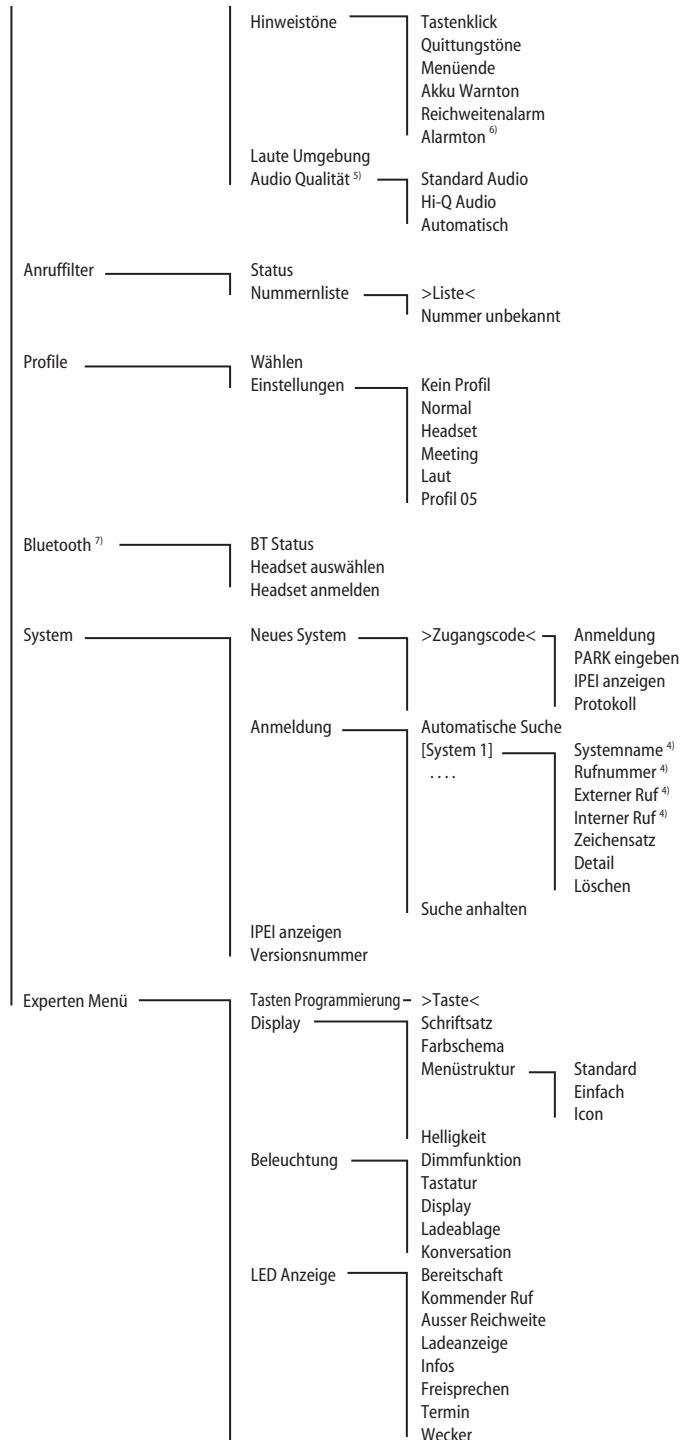 Hinweistöne Tastenklick
Quittungstöne
Menüende
Akku Warnton
Reichweitenalarm
Alarmton 6)
Laute Umgebung
Audio Qualität 5) Standard Audio
Hi-Q Audio
Automatisch
Anruffilter Status
Nummernliste >Liste<
Nummer unbekannt
Profile Wählen
Einstellungen Kein Profil
Normal
Headset
Meeting
Laut
Profil 05
Bluetooth 7) BT Status
Headset auswählen
Headset anmelden
System Neues System >Zugangscode< Anmeldung
PARK eingeben
IPEI anzeigen
Protokoll
Anmeldung Automatische Suche
[System 1] Systemname 4)
.... Rufnummer 4)
Externer Ruf 4)
Interner Ruf 4)
Zeichensatz
Detail
Löschen
Suche anhalten
IPEI anzeigen
Versionsnummer
Experten Menü Tasten Programmierung >Taste<
Display Schriftsatz
Farbschema
Menüstruktur Standard
Einfach
Icon
Helligkeit
Beleuchtung Dimmfunktion
Tastatur
Display
Ladeablage
Konversation
LED Anzeige Bereitschaft
Kommender Ruf
Ausser Reichweite
Ladeanzeige
Infos
Freisprechen
Termin
Wecker